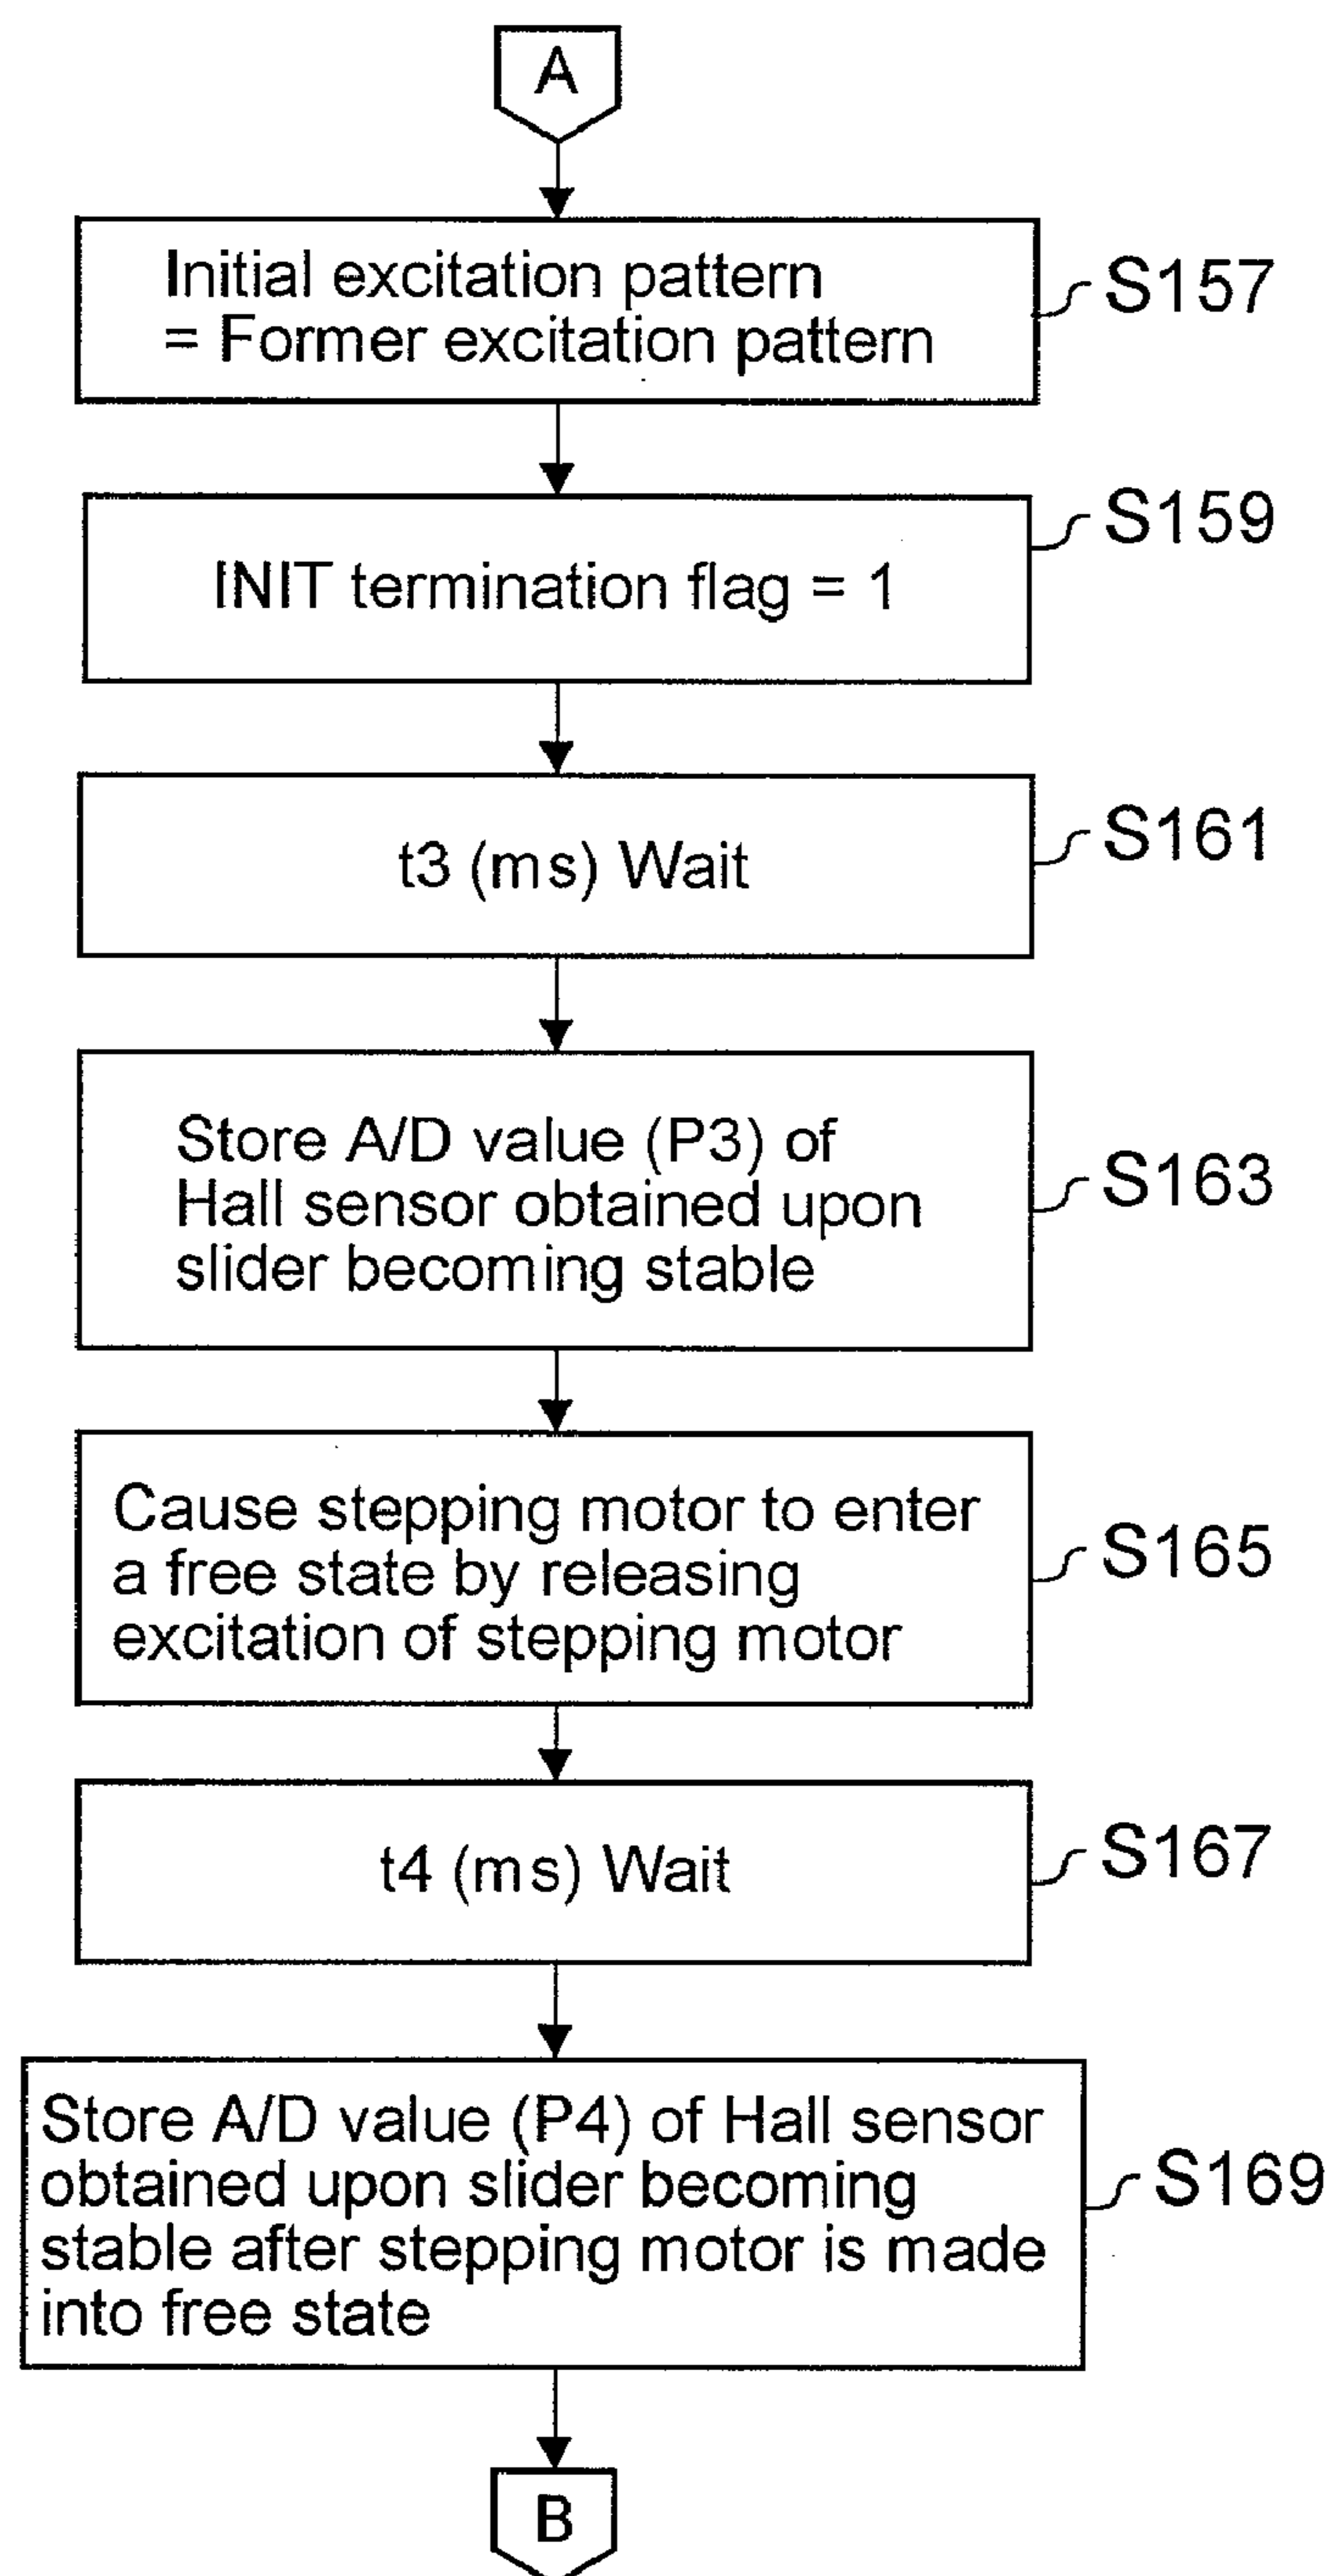 A
Initial excitation pattern
= Former excitation pattern
S157
INIT termination flag = 1
S159
t3 (ms) Wait
S161
Store A/D value (P3) of
Hall sensor obtained upon
slider becoming stable
S163
Cause stepping motor to enter
a free state by releasing
excitation of stepping motor
S165
t4 (ms) Wait
S167
Store A/D value (P4) of Hall sensor
obtained upon slider becoming
stable after stepping motor is made
into free state
S169
B